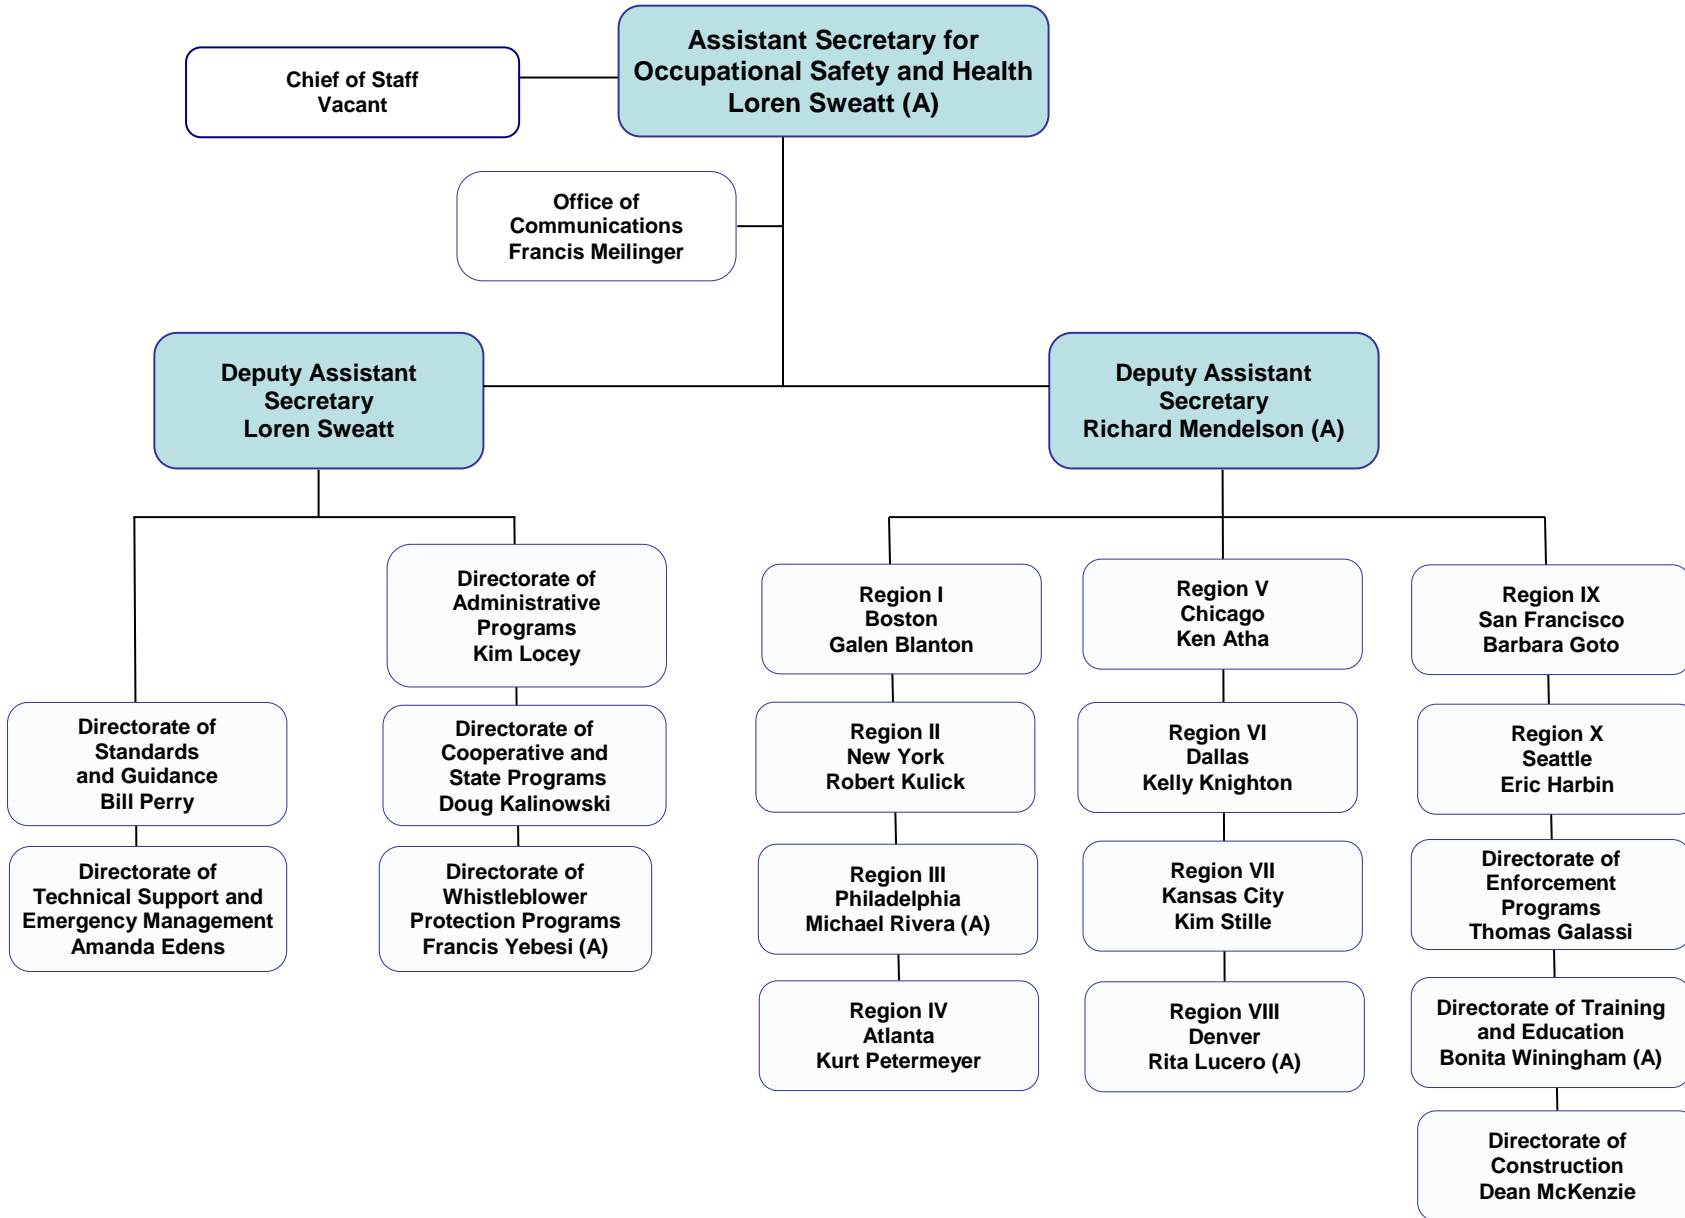 Assistant Secretary for
Occupational Safety and Health
Loren Sweatt (A)
Chief of Staff
Vacant
Office of
Communications
Francis Meilinger
Deputy Assistant
Secretary
Loren Sweatt
Deputy Assistant
Secretary
Richard Mendelson (A)
Directorate of
Administrative
Programs
Kim Locey
Directorate of
Standards
and Guidance
Bill Perry
Directorate of
Cooperative and
State Programs
Doug Kalinowski
Directorate of
Technical Support and
Emergency Management
Amanda Edens
Directorate of
Whistleblower
Protection Programs
Francis Yebesi (A)
Region I
Boston
Galen Blanton
Region II
New York
Robert Kulick
Region III
Philadelphia
Michael Rivera (A)
Region IV
Atlanta
Kurt Petermeyer
Region V
Chicago
Ken Atha
Region VI
Dallas
Kelly Knighton
Region VII
Kansas City
Kim Stille
Region VIII
Denver
Rita Lucero (A)
Region IX
San Francisco
Barbara Goto
Region X
Seattle
Eric Harbin
Directorate of
Enforcement
Programs
Thomas Galassi
Directorate of Training
and Education
Bonita Winingham (A)
Directorate of
Construction
Dean McKenzie